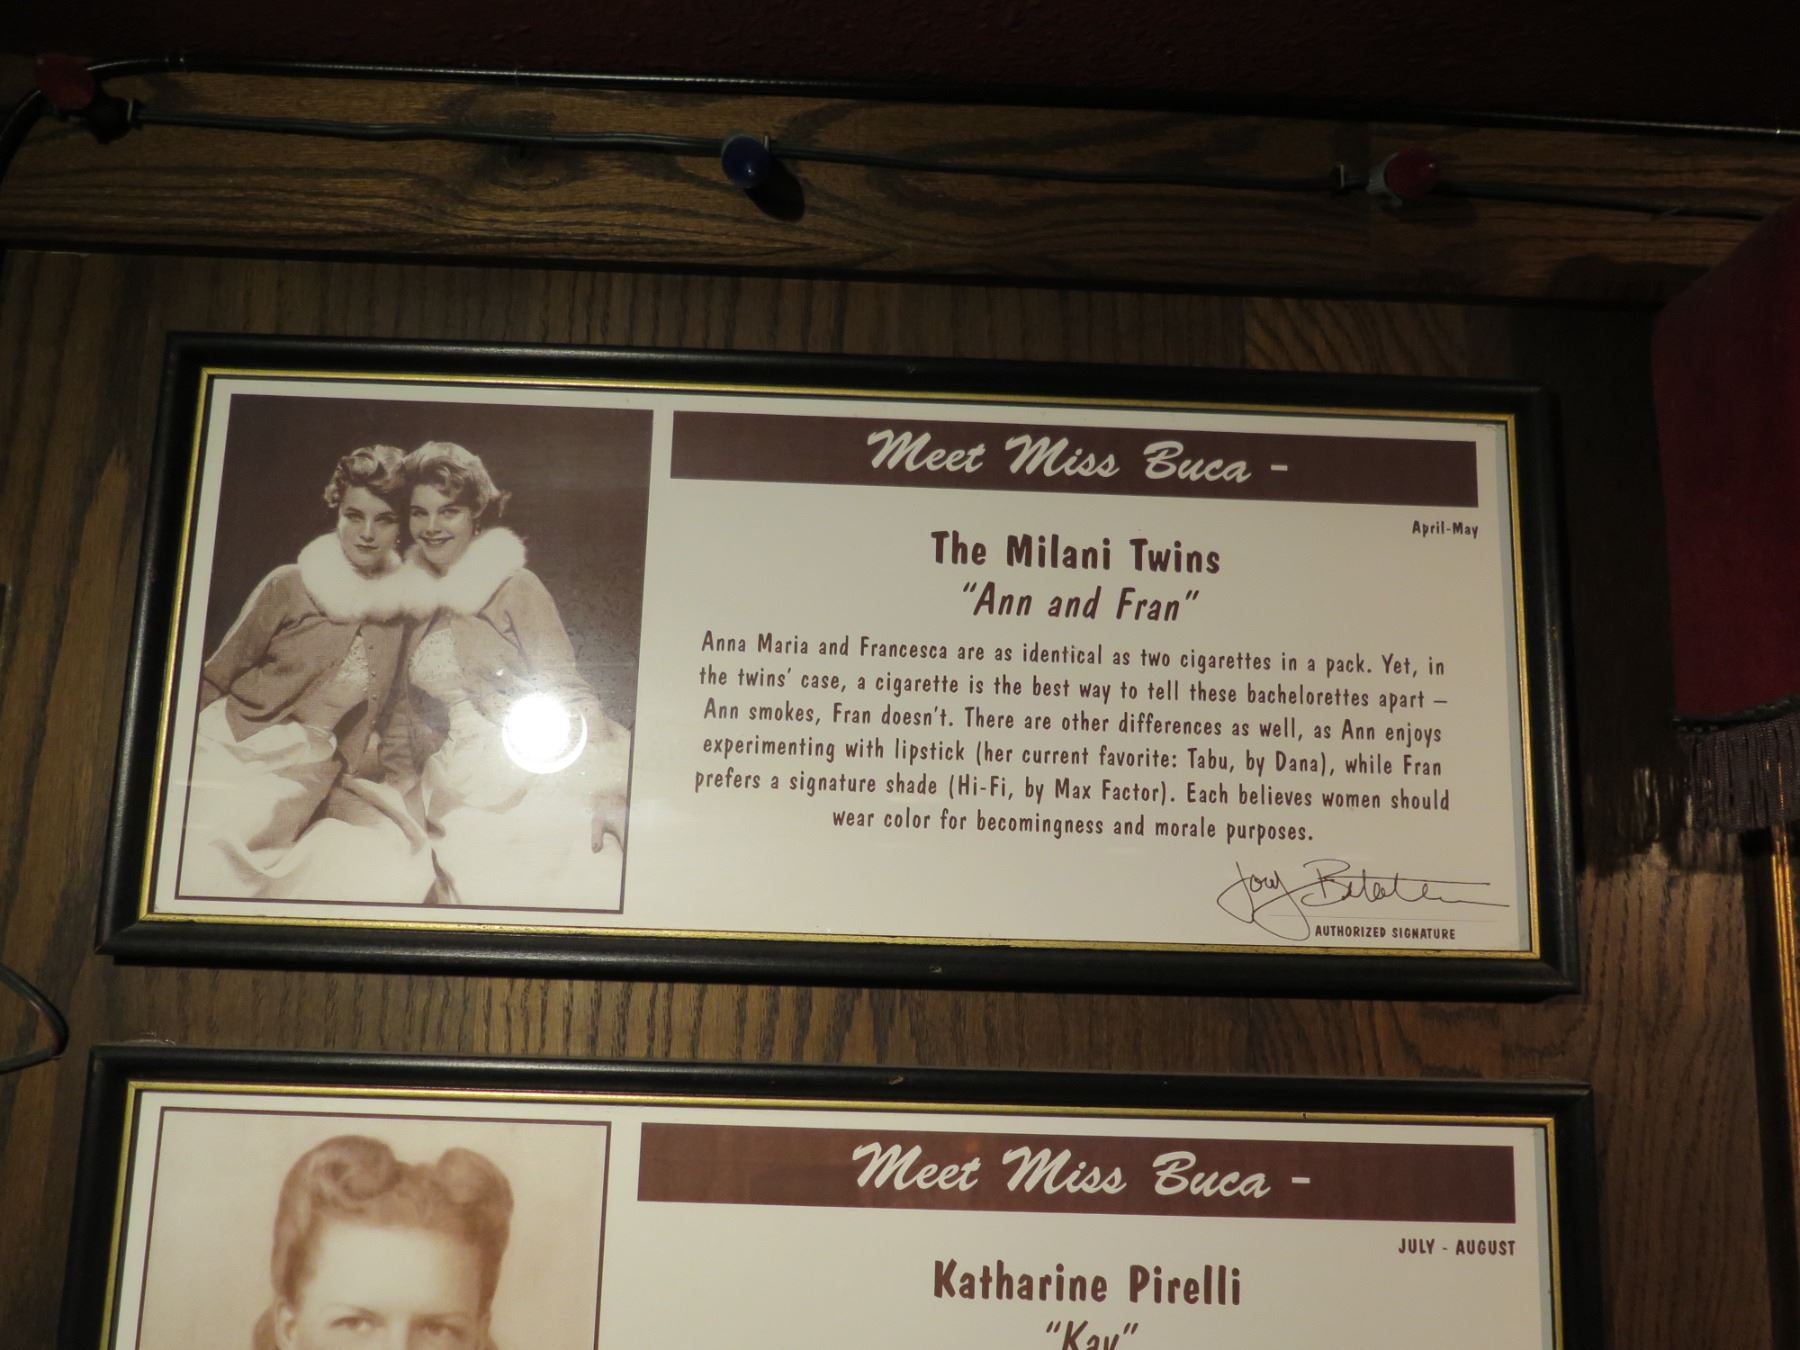 Meet Miss Buca -
April-May
The Milani Twins
"Ann and Fran"
Anna Maria and Francesca are as identical as two cigarettes in a pack. Yet, in
the twins' case, a cigarette is the best way to tell these bachelorettes apart –
Ann smokes, Fran doesn't. There are other differences as well, as Ann enjoys
experimenting with lipstick (her current favorite: Tabu, by Dana), while Fran
prefers a signature shade (Hi-Fi, by Max Factor). Each believes women should
wear color for becomingness and morale purposes.
AUTHORIZED SIGNATURE
Meet Miss Buca -
JULY - AUGUST
Katharine Pirelli
"Kay"